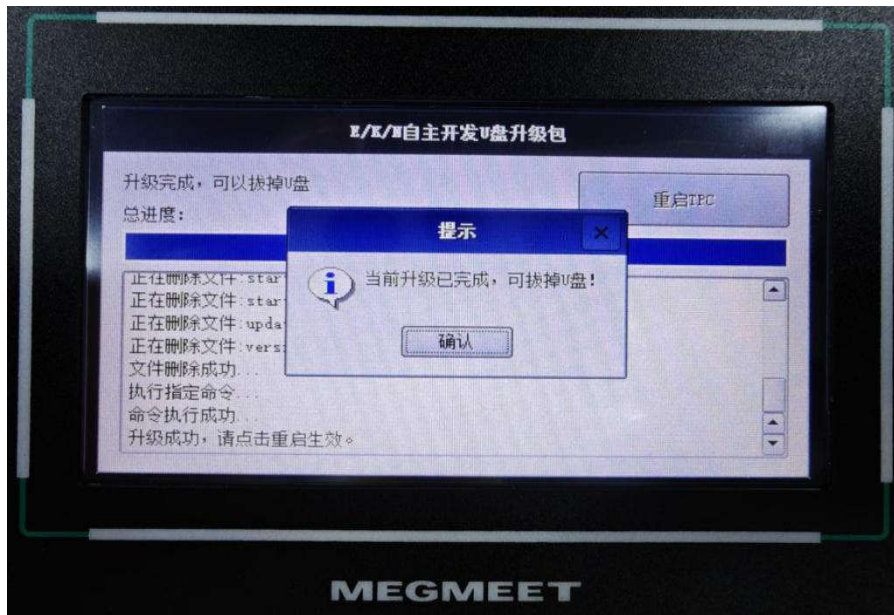 E/K/N自主开发U盘升级包
升级完成，可以拔掉U盘
重启TPC
总进度：
提示
当前升级已完成，可拔掉U盘！
确认
正在删除文件:star
正在删除文件:star
正在删除文件:upda
正在删除文件:vers
文件删除成功...
执行指定命令...
命令执行成功...
升级成功，请点击重启生效。
MEGMEET